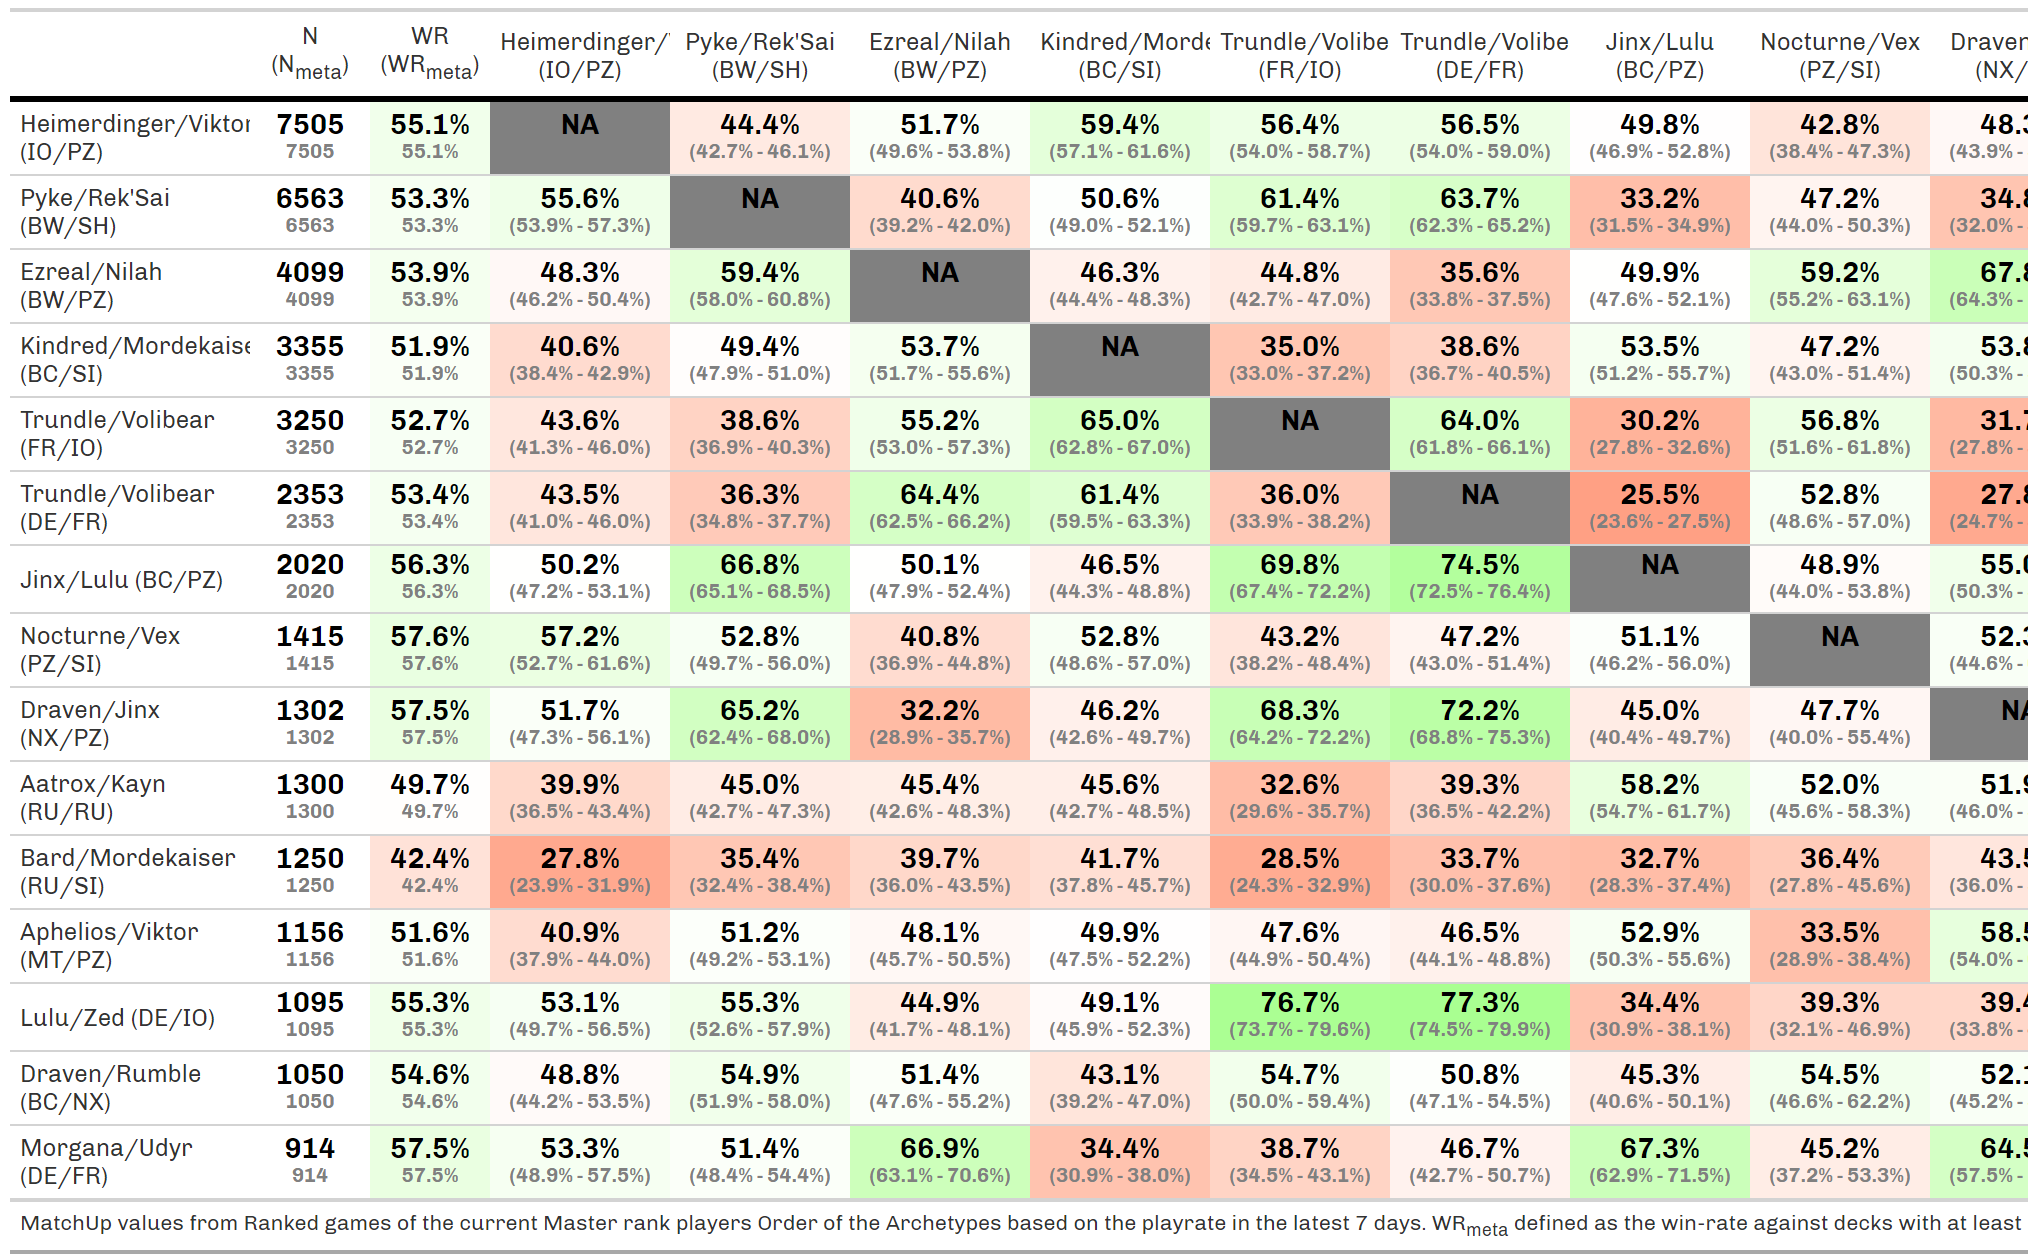 N WR Heimerdinger/ Pyke/Rek'Sai Ezreal/Nilah Kindred/Morde Trundle/Volibe Trundle/Volibe Jinx/Lulu Nocturne/Vex Draven
(Nmeta) (WRmeta) (IO/PZ) (BW/SH) (BW/PZ) (BC/SI) (FR/IO) (DE/FR) (BC/PZ) (PZ/SI) (NX/
Heimerdinger/Viktor 7505 55.1% NA 44.4% 51.7% 59.4% 56.4% 56.5% 49.8% 42.8% 48.3
(IO/PZ) 7505 55.1% (42.7% - 46.1%) (49.6% - 53.8%) (57.1% - 61.6%) (54.0% - 58.7%) (54.0% - 59.0%) (46.9% - 52.8%) (38.4% - 47.3%) (43.9% -
Pyke/Rek'Sai 6563 53.3% 55.6% NA 40.6% 50.6% 61.4% 63.7% 33.2% 47.2% 34.8
(BW/SH) 6563 53.3% (53.9% - 57.3%) (39.2% - 42.0%) (49.0% - 52.1%) (59.7% - 63.1%) (62.3% - 65.2%) (31.5% - 34.9%) (44.0% - 50.3%) (32.0% -
Ezreal/Nilah 4099 53.9% 48.3% 59.4% NA 46.3% 44.8% 35.6% 49.9% 59.2% 67.8
(BW/PZ) 4099 53.9% (46.2% - 50.4%) (58.0% - 60.8%) (44.4% - 48.3%) (42.7% - 47.0%) (33.8% - 37.5%) (47.6% - 52.1%) (55.2% - 63.1%) (64.3% -
Kindred/Mordekaise 3355 51.9% 40.6% 49.4% 53.7% NA 35.0% 38.6% 53.5% 47.2% 53.8
(BC/SI) 3355 51.9% (38.4% - 42.9%) (47.9% - 51.0%) (51.7% - 55.6%) (33.0% - 37.2%) (36.7% - 40.5%) (51.2% - 55.7%) (43.0% - 51.4%) (50.3% -
Trundle/Volibear 3250 52.7% 43.6% 38.6% 55.2% 65.0% NA 64.0% 30.2% 56.8% 31.7
(FR/IO) 3250 52.7% (41.3% - 46.0%) (36.9% - 40.3%) (53.0% - 57.3%) (62.8% - 67.0%) (61.8% - 66.1%) (27.8% - 32.6%) (51.6% - 61.8%) (27.8% -
Trundle/Volibear 2353 53.4% 43.5% 36.3% 64.4% 61.4% 36.0% NA 25.5% 52.8% 27.8
(DE/FR) 2353 53.4% (41.0% - 46.0%) (34.8% - 37.7%) (62.5% - 66.2%) (59.5% - 63.3%) (33.9% - 38.2%) (23.6% - 27.5%) (48.6% - 57.0%) (24.7% -
Jinx/Lulu (BC/PZ) 2020 56.3% 50.2% 66.8% 50.1% 46.5% 69.8% 74.5% NA 48.9% 55.0
2020 56.3% (47.2% - 53.1%) (65.1% - 68.5%) (47.9% - 52.4%) (44.3% - 48.8%) (67.4% - 72.2%) (72.5% - 76.4%) (44.0% - 53.8%) (50.3% -
Nocturne/Vex 1415 57.6% 57.2% 52.8% 40.8% 52.8% 43.2% 47.2% 51.1% NA 52.3
(PZ/SI) 1415 57.6% (52.7% - 61.6%) (49.7% - 56.0%) (36.9% - 44.8%) (48.6% - 57.0%) (38.2% - 48.4%) (43.0% - 51.4%) (46.2% - 56.0%) (44.6% -
Draven/Jinx 1302 57.5% 51.7% 65.2% 32.2% 46.2% 68.3% 72.2% 45.0% 47.7% NA
(NX/PZ) 1302 57.5% (47.3% - 56.1%) (62.4% - 68.0%) (28.9% - 35.7%) (42.6% - 49.7%) (64.2% - 72.2%) (68.8% - 75.3%) (40.4% - 49.7%) (40.0% - 55.4%)
Aatrox/Kayn 1300 49.7% 39.9% 45.0% 45.4% 45.6% 32.6% 39.3% 58.2% 52.0% 51.9
(RU/RU) 1300 49.7% (36.5% - 43.4%) (42.7% - 47.3%) (42.6% - 48.3%) (42.7% - 48.5%) (29.6% - 35.7%) (36.5% - 42.2%) (54.7% - 61.7%) (45.6% - 58.3%) (46.0% -
Bard/Mordekaiser 1250 42.4% 27.8% 35.4% 39.7% 41.7% 28.5% 33.7% 32.7% 36.4% 43.5
(RU/SI) 1250 42.4% (23.9% - 31.9%) (32.4% - 38.4%) (36.0% - 43.5%) (37.8% - 45.7%) (24.3% - 32.9%) (30.0% - 37.6%) (28.3% - 37.4%) (27.8% - 45.6%) (36.0% -
Aphelios/Viktor 1156 51.6% 40.9% 51.2% 48.1% 49.9% 47.6% 46.5% 52.9% 33.5% 58.5
(MT/PZ) 1156 51.6% (37.9% - 44.0%) (49.2% - 53.1%) (45.7% - 50.5%) (47.5% - 52.2%) (44.9% - 50.4%) (44.1% - 48.8%) (50.3% - 55.6%) (28.9% - 38.4%) (54.0% -
Lulu/Zed (DE/IO) 1095 55.3% 53.1% 55.3% 44.9% 49.1% 76.7% 77.3% 34.4% 39.3% 39.4
1095 55.3% (49.7% - 56.5%) (52.6% - 57.9%) (41.7% - 48.1%) (45.9% - 52.3%) (73.7% - 79.6%) (74.5% - 79.9%) (30.9% - 38.1%) (32.1% - 46.9%) (33.8% -
Draven/Rumble 1050 54.6% 48.8% 54.9% 51.4% 43.1% 54.7% 50.8% 45.3% 54.5% 52.1
(BC/NX) 1050 54.6% (44.2% - 53.5%) (51.9% - 58.0%) (47.6% - 55.2%) (39.2% - 47.0%) (50.0% - 59.4%) (47.1% - 54.5%) (40.6% - 50.1%) (46.6% - 62.2%) (45.2% -
Morgana/Udyr 914 57.5% 53.3% 51.4% 66.9% 34.4% 38.7% 46.7% 67.3% 45.2% 64.5
(DE/FR) 914 57.5% (48.9% - 57.5%) (48.4% - 54.4%) (63.1% - 70.6%) (30.9% - 38.0%) (34.5% - 43.1%) (42.7% - 50.7%) (62.9% - 71.5%) (37.2% - 53.3%) (57.5% -
MatchUp values from Ranked games of the current Master rank players Order of the Archetypes based on the playrate in the latest 7 days. WRmeta defined as the win-rate against decks with at least